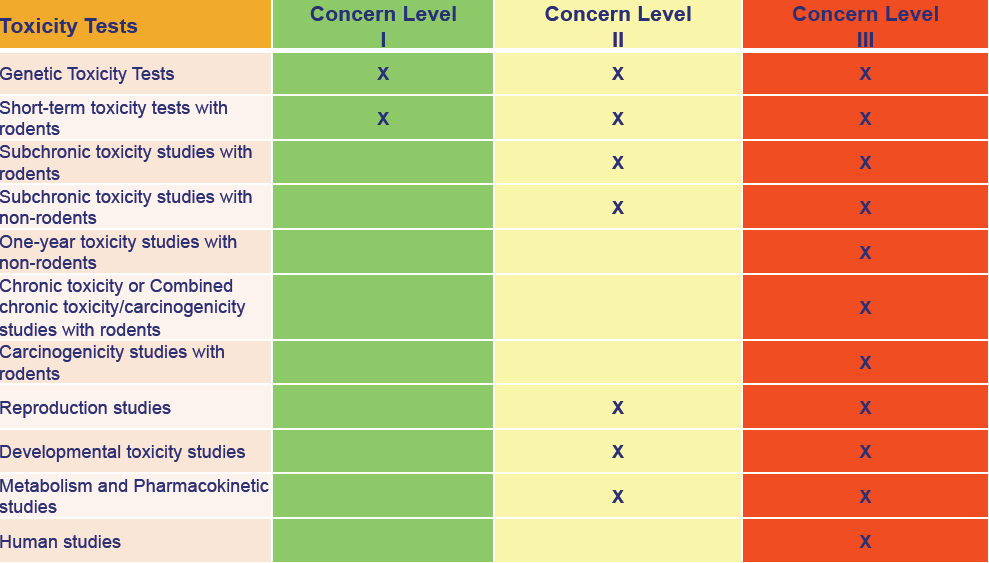 Toxicity Tests
Concern Level
I
Concern Level
II
Concern Level
III
Genetic Toxicity Tests
X
X
X
Short-term toxicity tests with
rodents
X
X
X
Subchronic toxicity studies with
rodents
X
X
Subchronic toxicity studies with
non-rodents
X
X
One-year toxicity studies with
non-rodents
X
Chronic toxicity or Combined
chronic toxicity/carcinogenicity
studies with rodents
X
Carcinogenicity studies with
rodents
X
Reproduction studies
X
X
Developmental toxicity studies
X
X
Metabolism and Pharmacokinetic
studies
X
X
Human studies
X